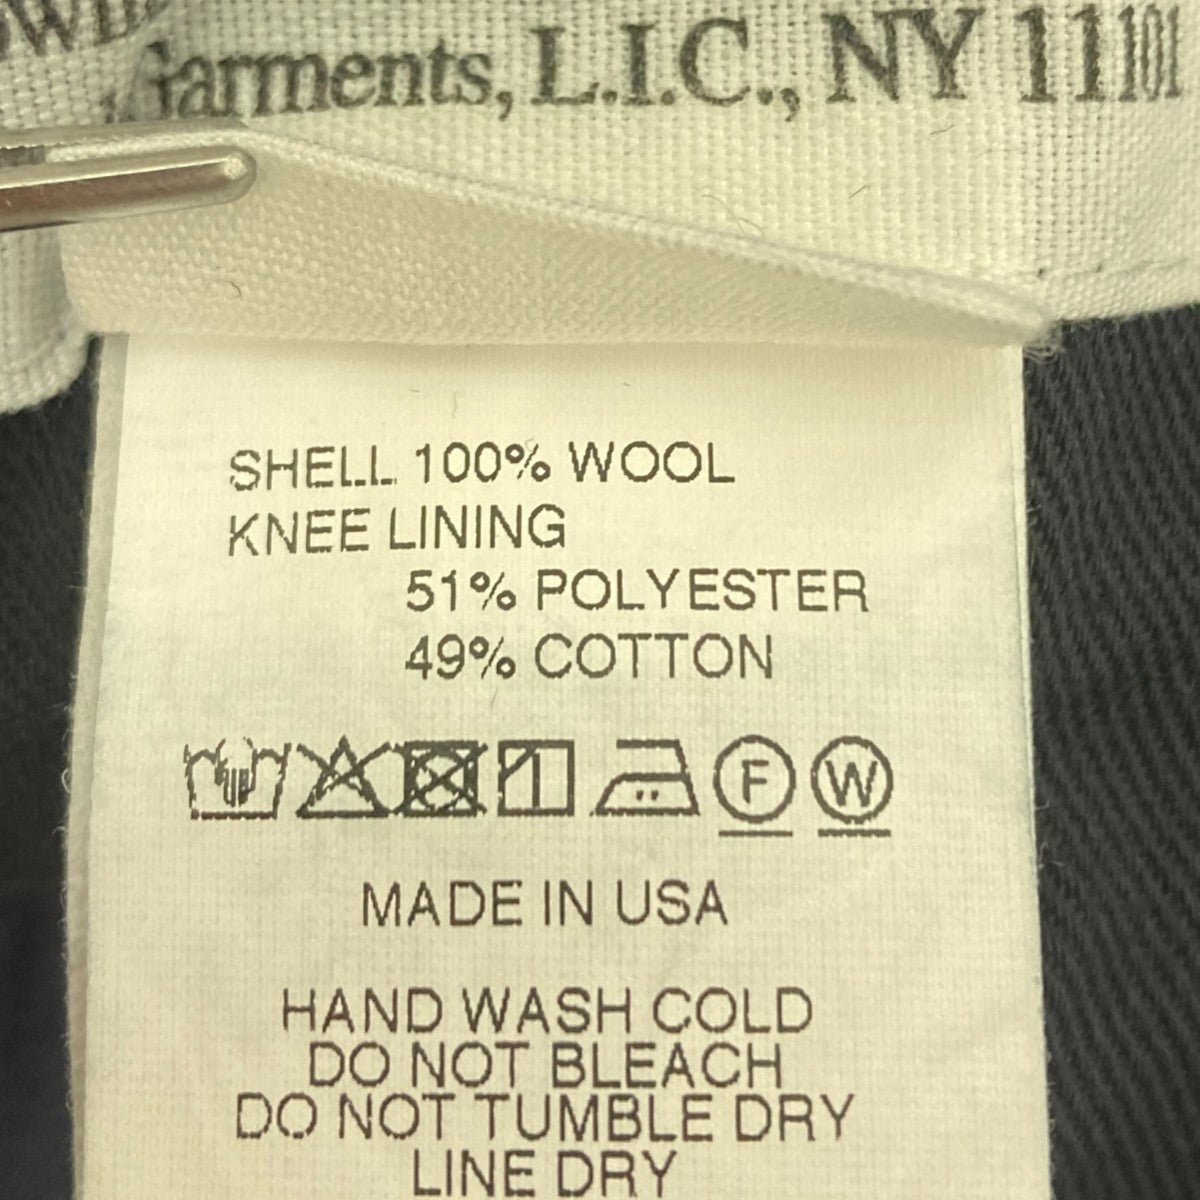 Garments, L.I.C., NY 11101
SHELL 100% WOOL
KNEE LINING
51% POLYESTER
49% COTTON
F W
MADE IN USA
HAND WASH COLD
DO NOT BLEACH
DO NOT TUMBLE DRY
LINE DRY